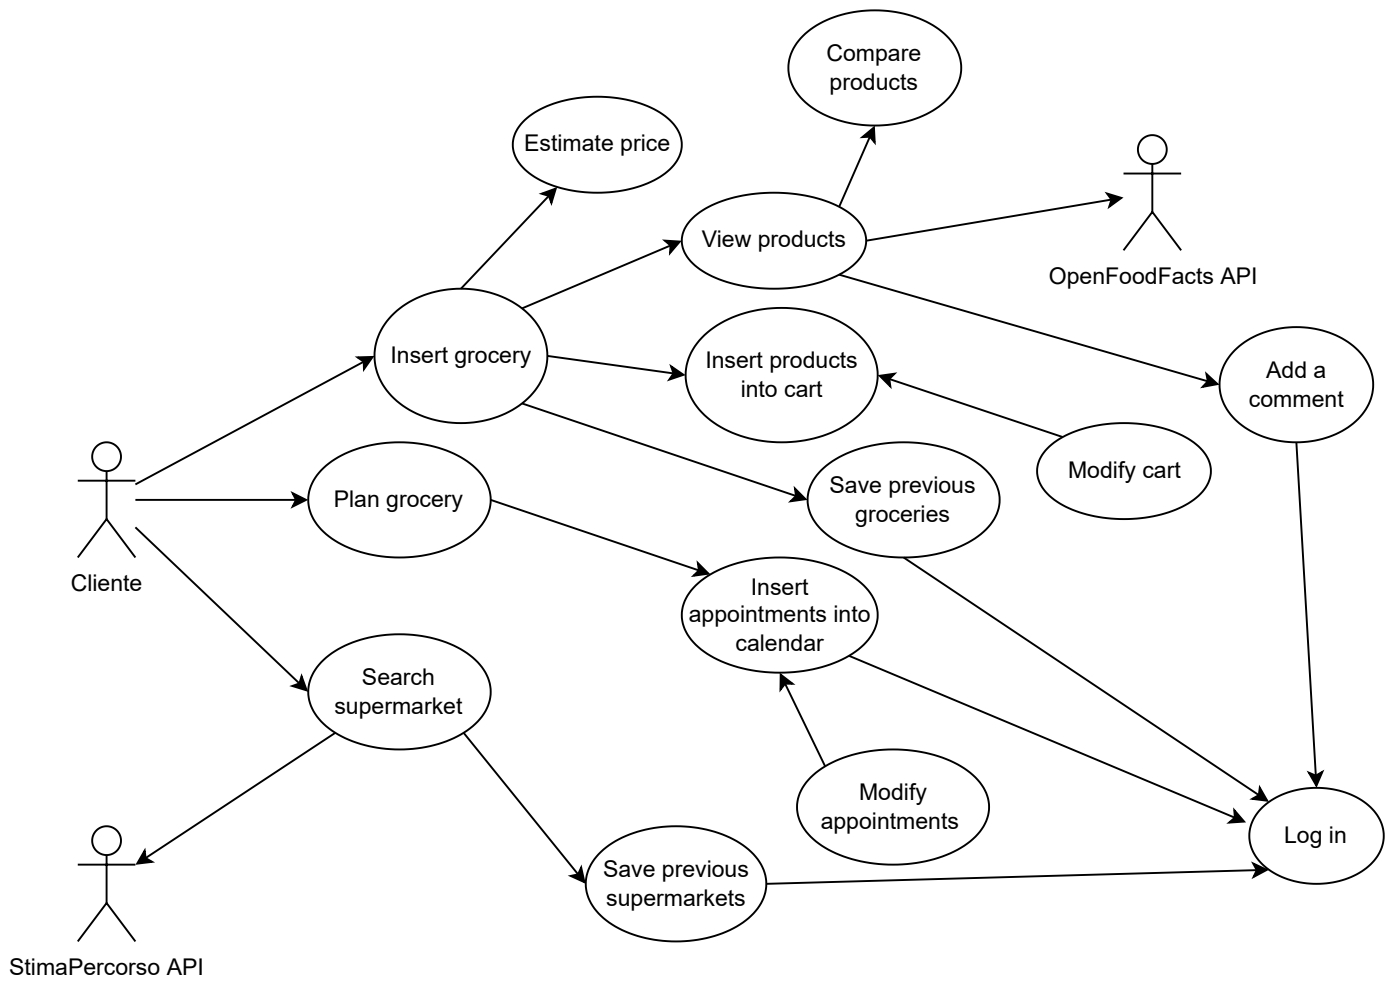 Compare
products
Estimate price
View products
OpenFoodFacts API
Insert grocery
Insert products
into cart
Add a
comment
Modify cart
Plan grocery
Save previous
groceries
Cliente
Insert
appointments into
calendar
Search
supermarket
Modify
appointments
Log in
Save previous
supermarkets
StimaPercorso API